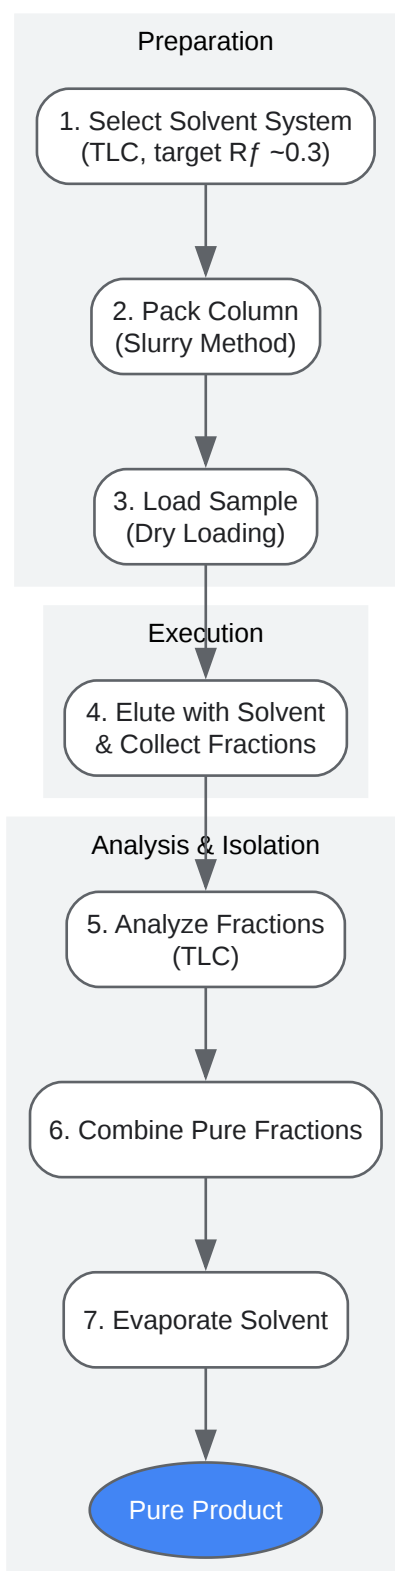 Preparation
1. Select Solvent System
(TLC, target Rƒ ~0.3)
2. Pack Column
(Slurry Method)
3. Load Sample
(Dry Loading)
Execution
4. Elute with Solvent
& Collect Fractions
Analysis & Isolation
5. Analyze Fractions
(TLC)
6. Combine Pure Fractions
7. Evaporate Solvent
Pure Product